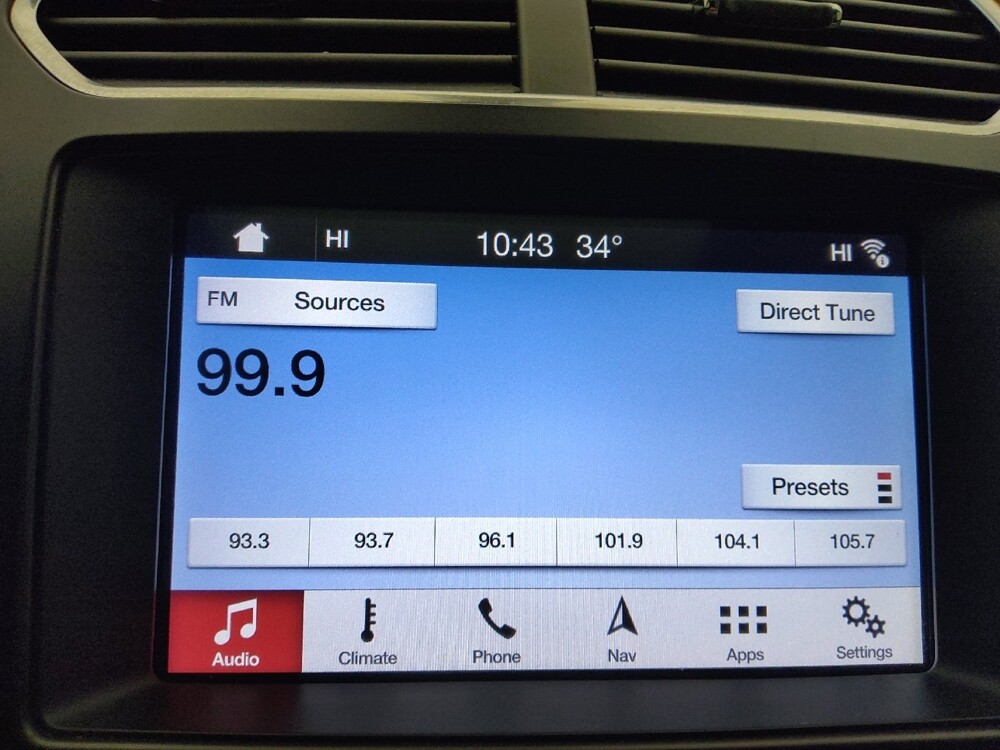 HI 10:43 34° HI
FM Sources Direct Tune
99.9
Presets
93.3 93.7 96.1 101.9 104.1 105.7
Audio Climate Phone Nav Apps Settings